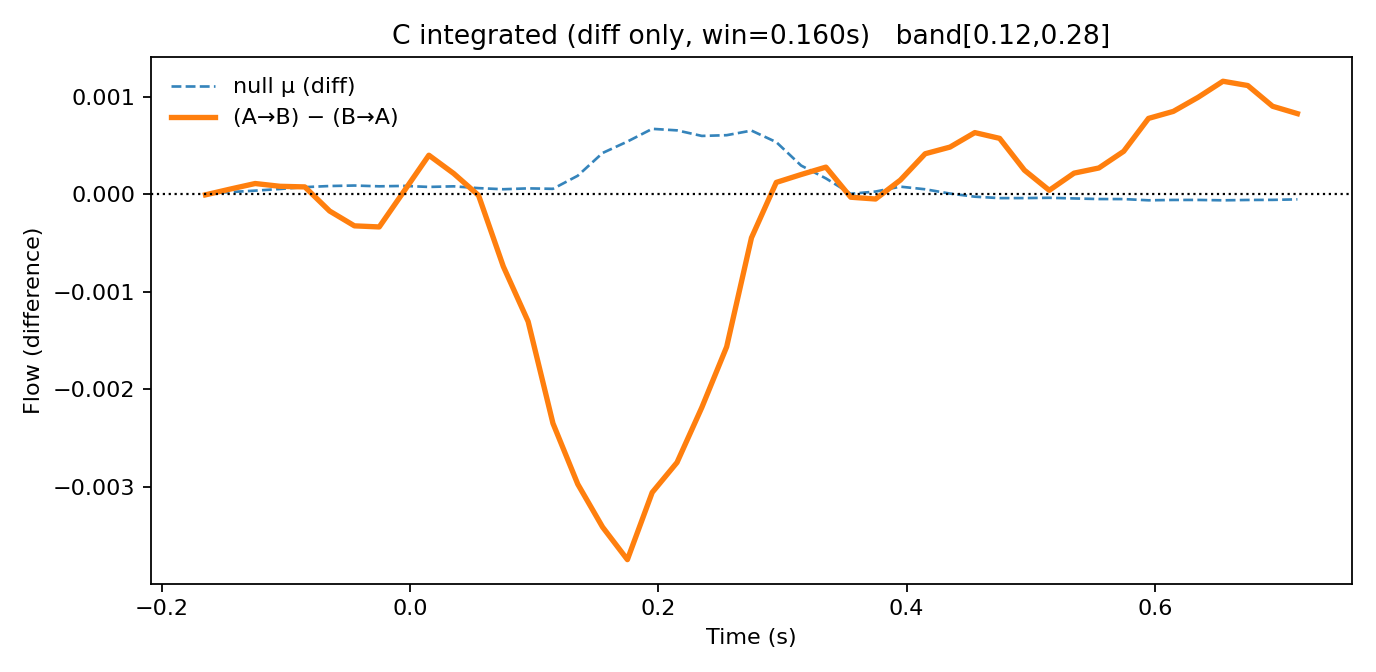 C integrated (diff only, win=0.160s)   band[0.12,0.28]
null μ (diff)
(A→B) − (B→A)
Flow (difference)
0.001
0.000
−0.001
−0.002
−0.003
−0.2
0.0
0.2
0.4
0.6
Time (s)